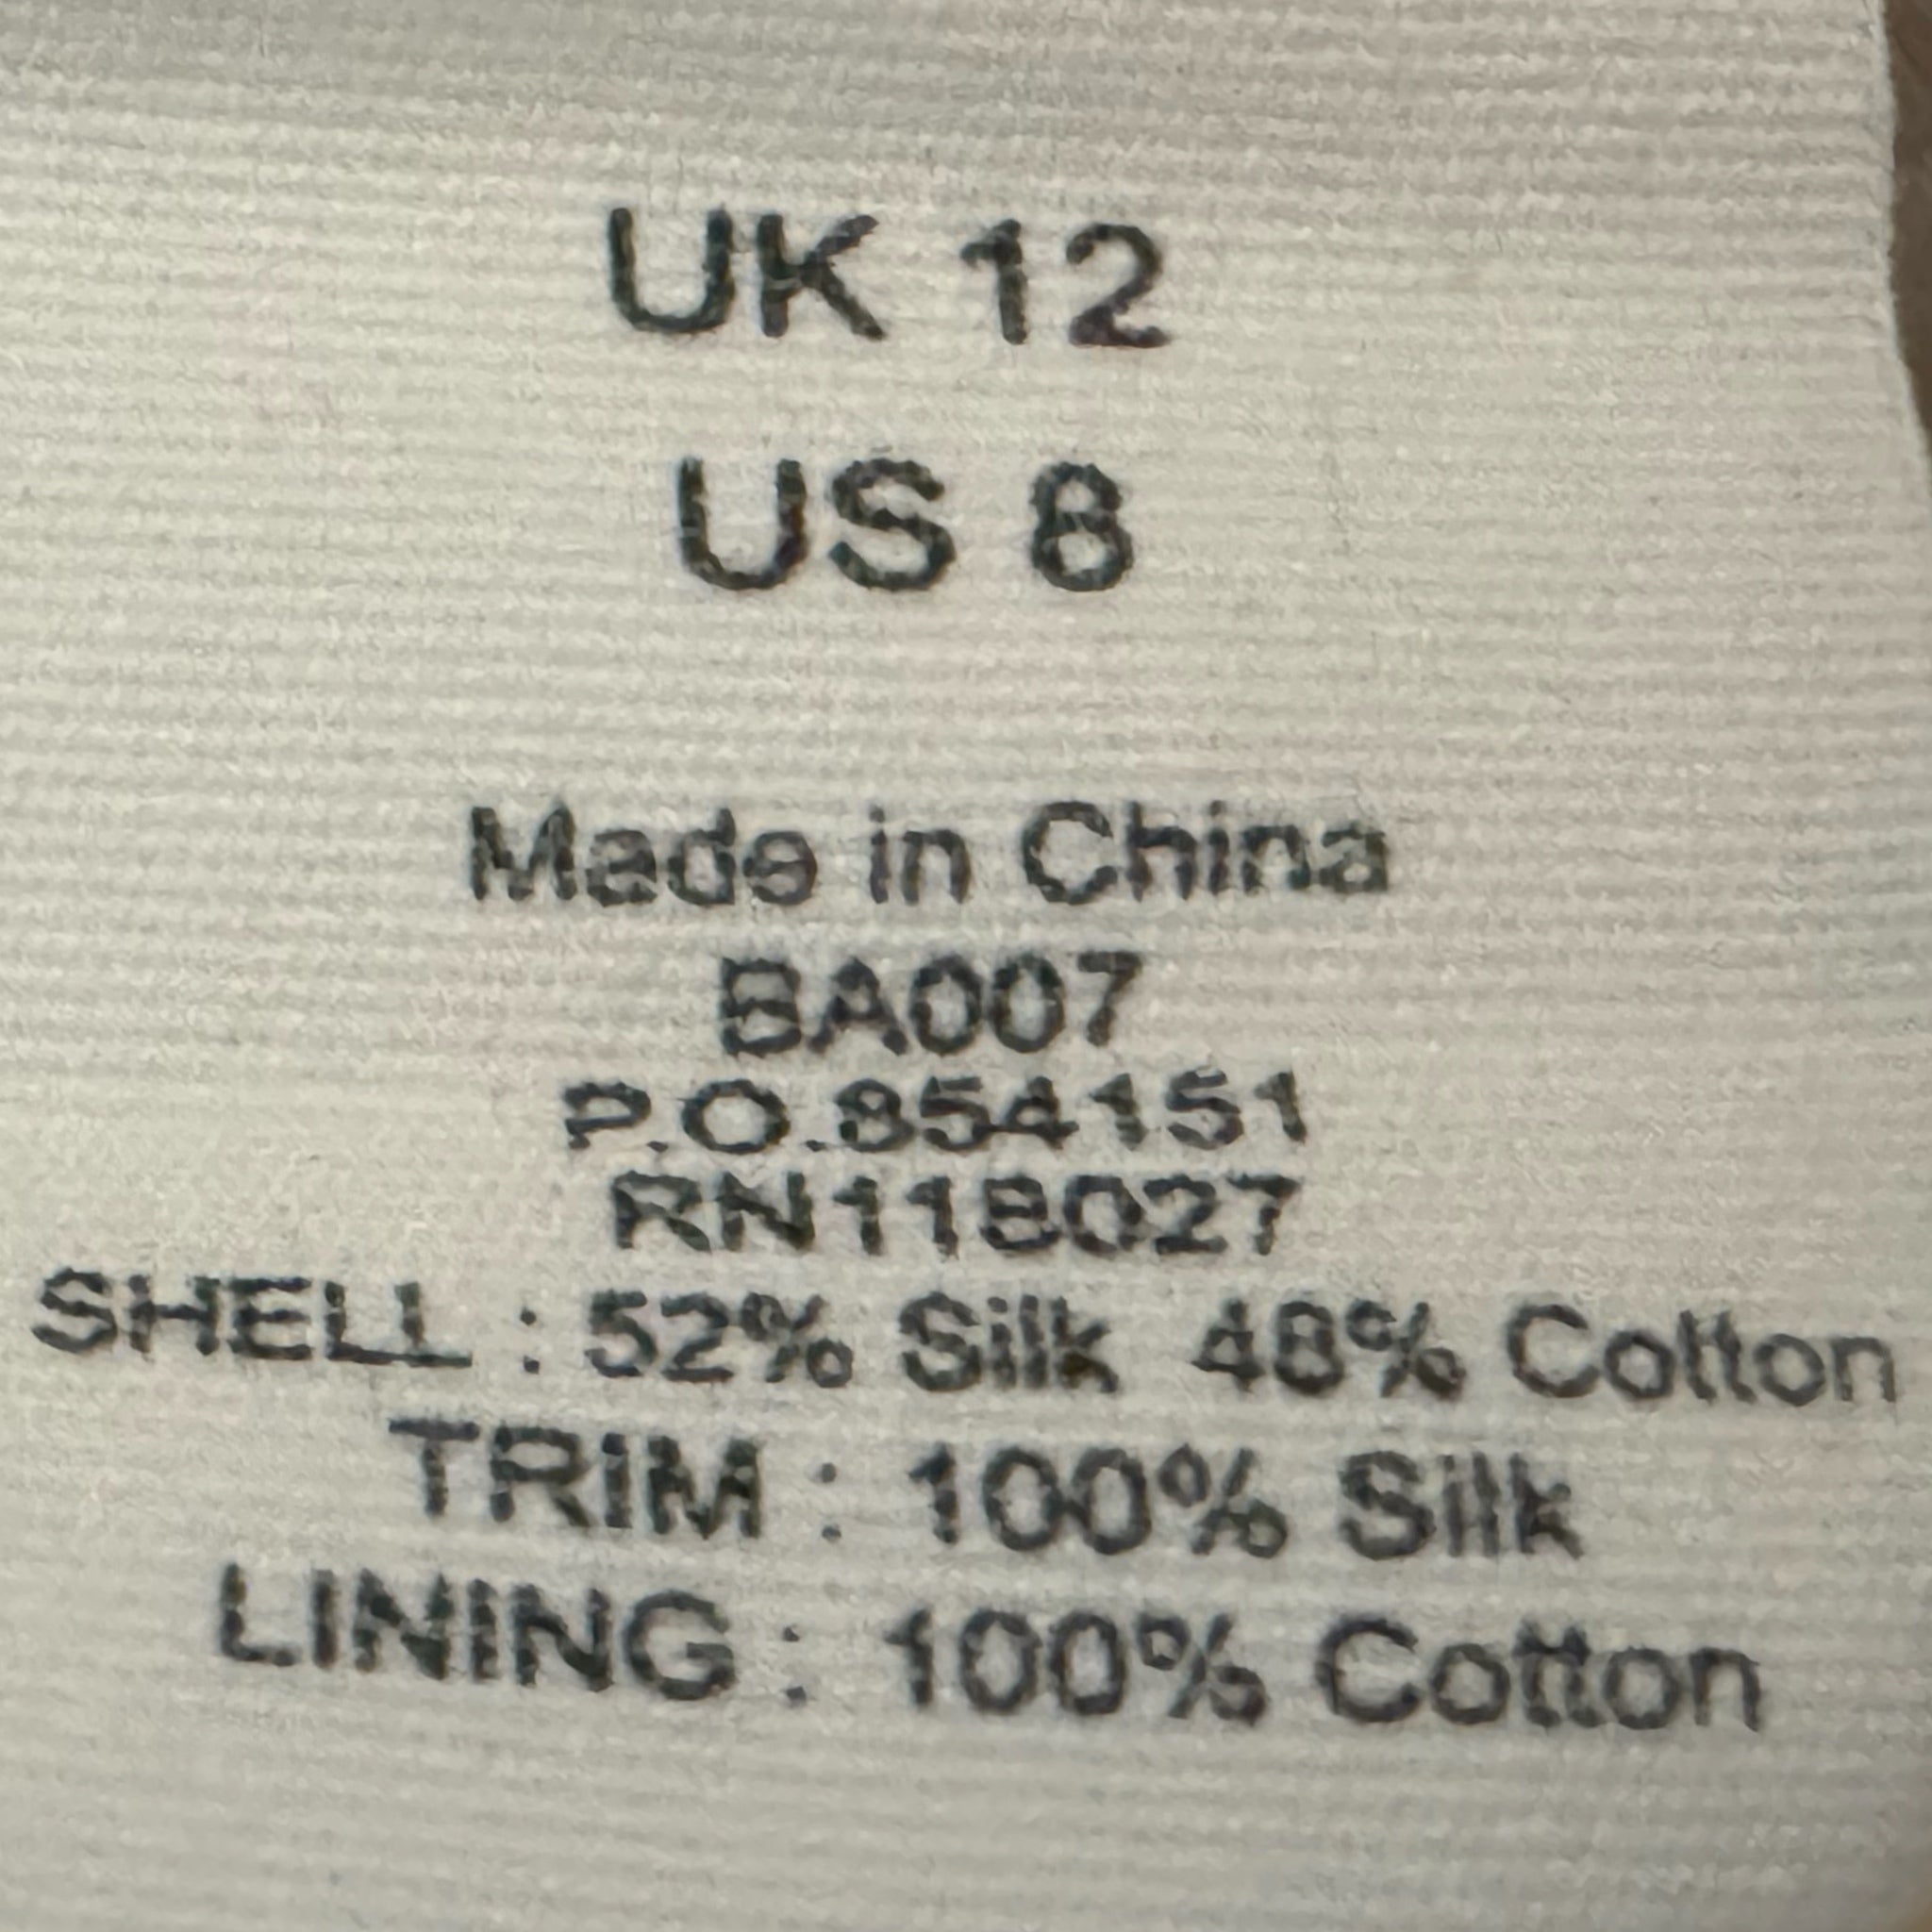 UK 12
US 8
Made in China
BA007
P.O.854151
RN118027
SHELL : 52% Silk 48% Cotton
TRIM : 100% Silk
LINING : 100% Cotton